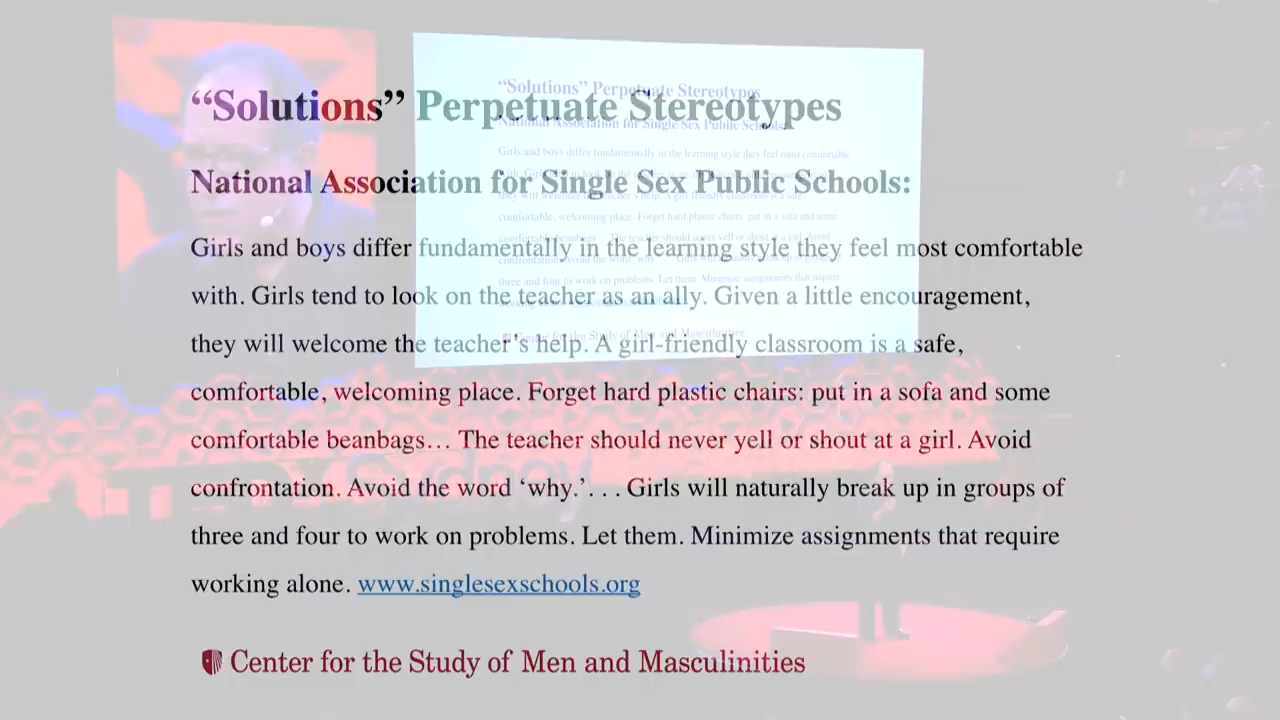 “Solutions” Perpetuate Stereotypes
National Association for Single Sex Public Schools:
Girls and boys differ fundamentally in the learning style they feel most comfortable
with. Girls tend to look on the teacher as an ally. Given a little encouragement,
they will welcome the teacher’s help. A girl-friendly classroom is a safe,
comfortable, welcoming place. Forget hard plastic chairs: put in a sofa and some
comfortable beanbags… The teacher should never yell or shout at a girl. Avoid
confrontation. Avoid the word ‘why.’. . . Girls will naturally break up in groups of
three and four to work on problems. Let them. Minimize assignments that require
working alone. www.singlesexschools.org
Center for the Study of Men and Masculinities